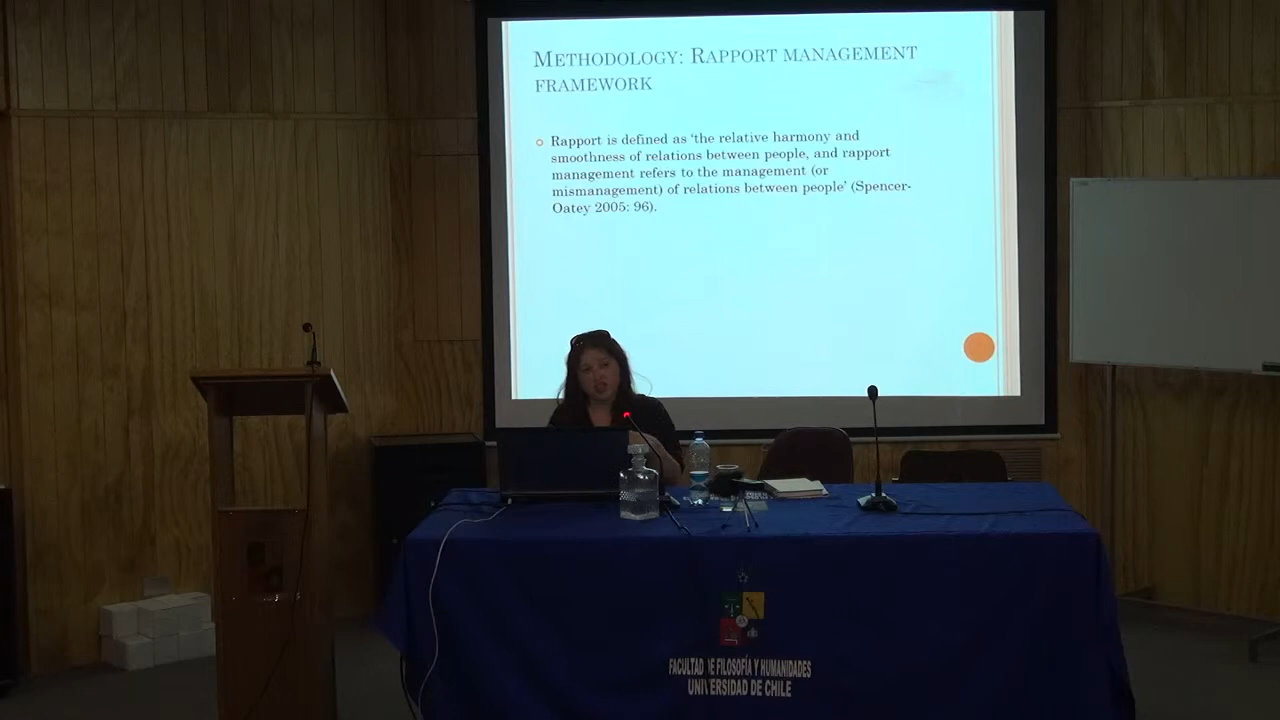 METHODOLOGY: RAPPORT MANAGEMENT
FRAMEWORK
Rapport is defined as 'the relative harmony and
smoothness of relations between people, and rapport
management refers to the management (or
mismanagement) of relations between people' (Spencer-
Oatey 2005: 96).
FACULTAD DE FILOSOFÍA Y HUMANIDADES
UNIVERSIDAD DE CHILE